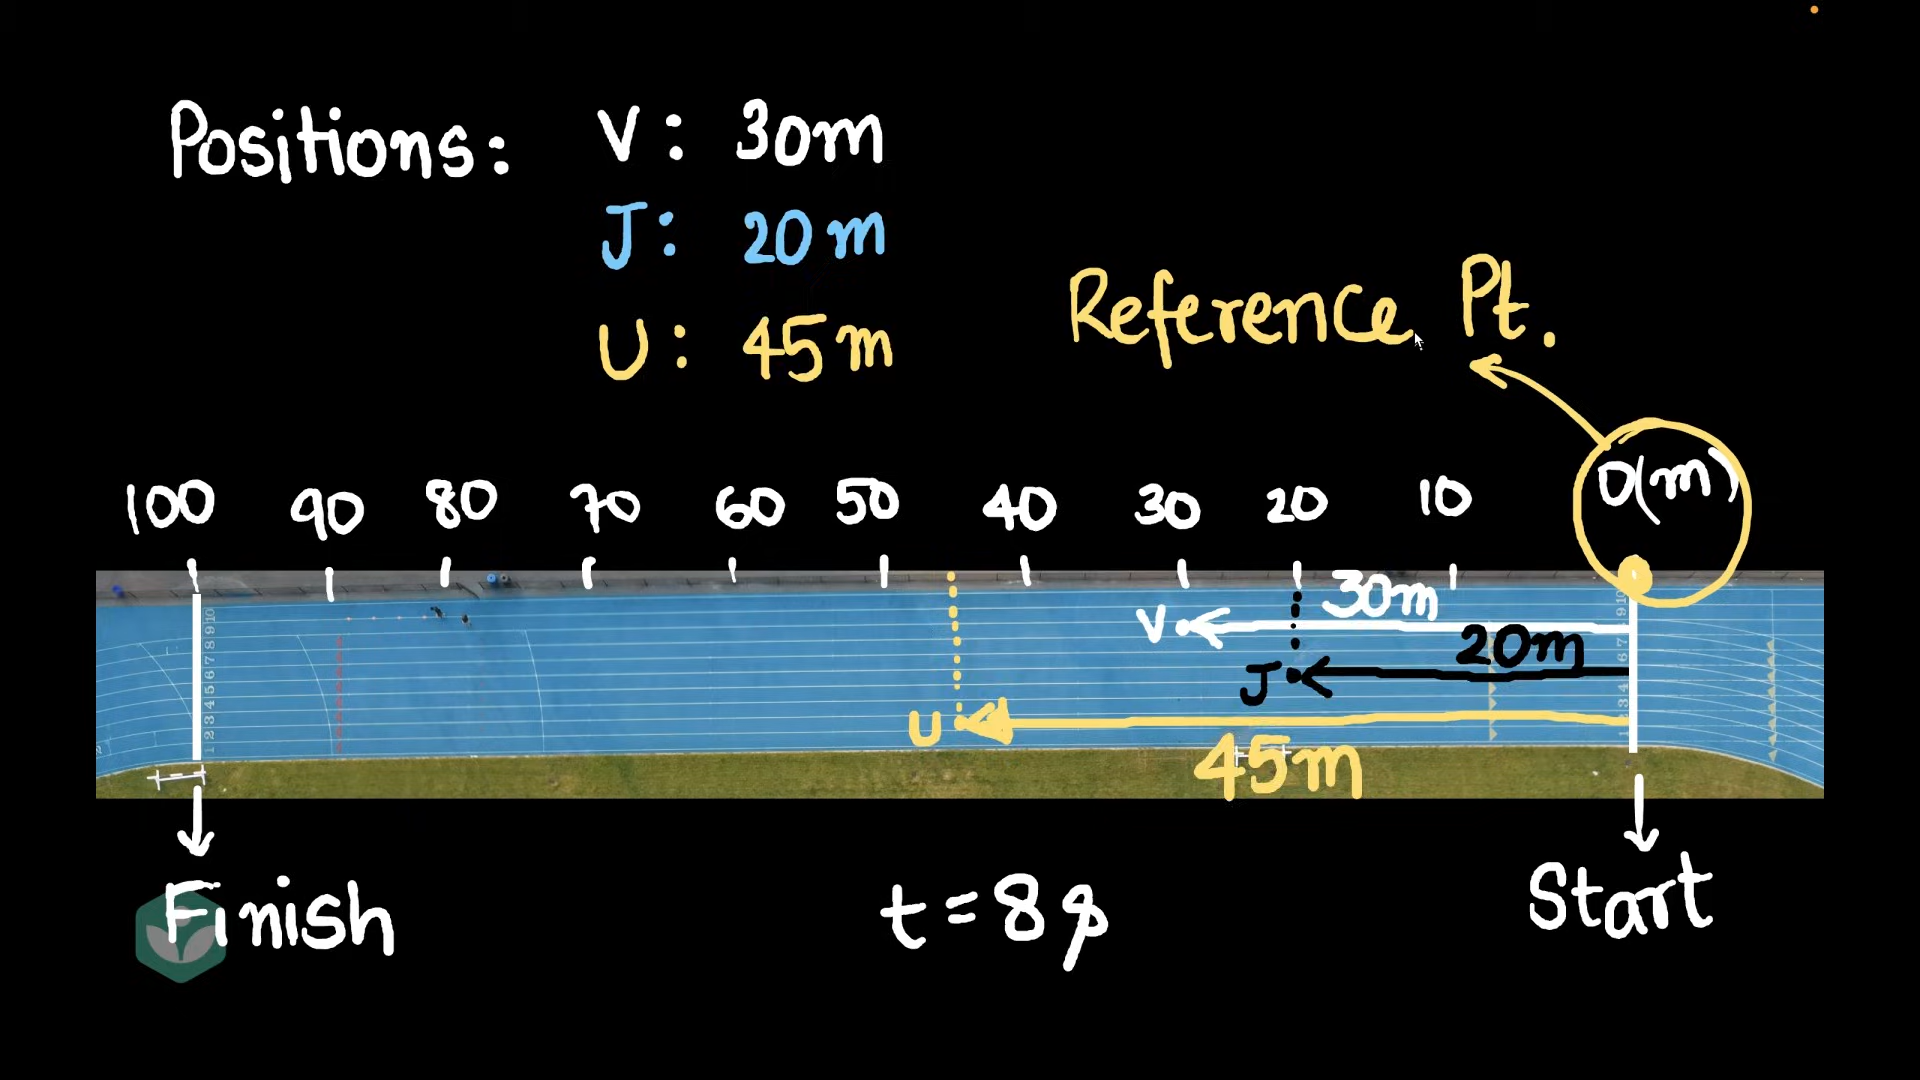 Positions: V: 30m
J: 20m
U: 45m
Reference Pt.
100 90 80 70 60 50 40 30 20 10 0(m)
V 30m
J 20m
U 45m
Finish t=8s Start